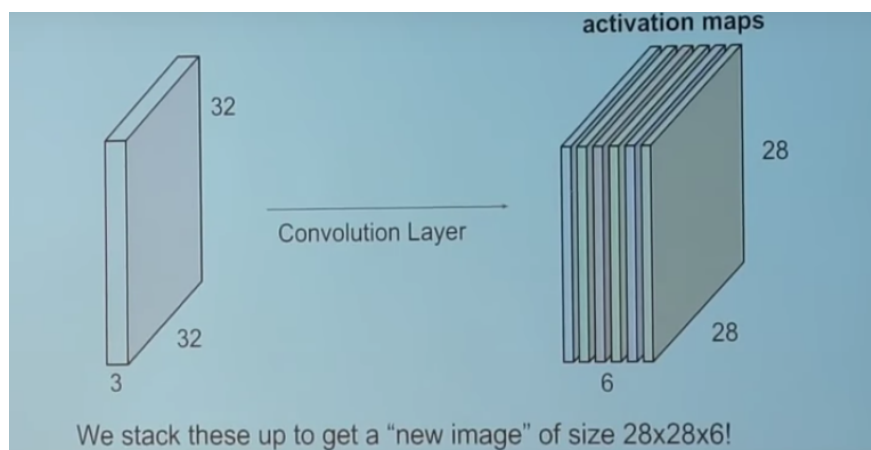 activation maps
32
28
Convolution Layer
32
28
3
6
We stack these up to get a “new image” of size 28x28x6!